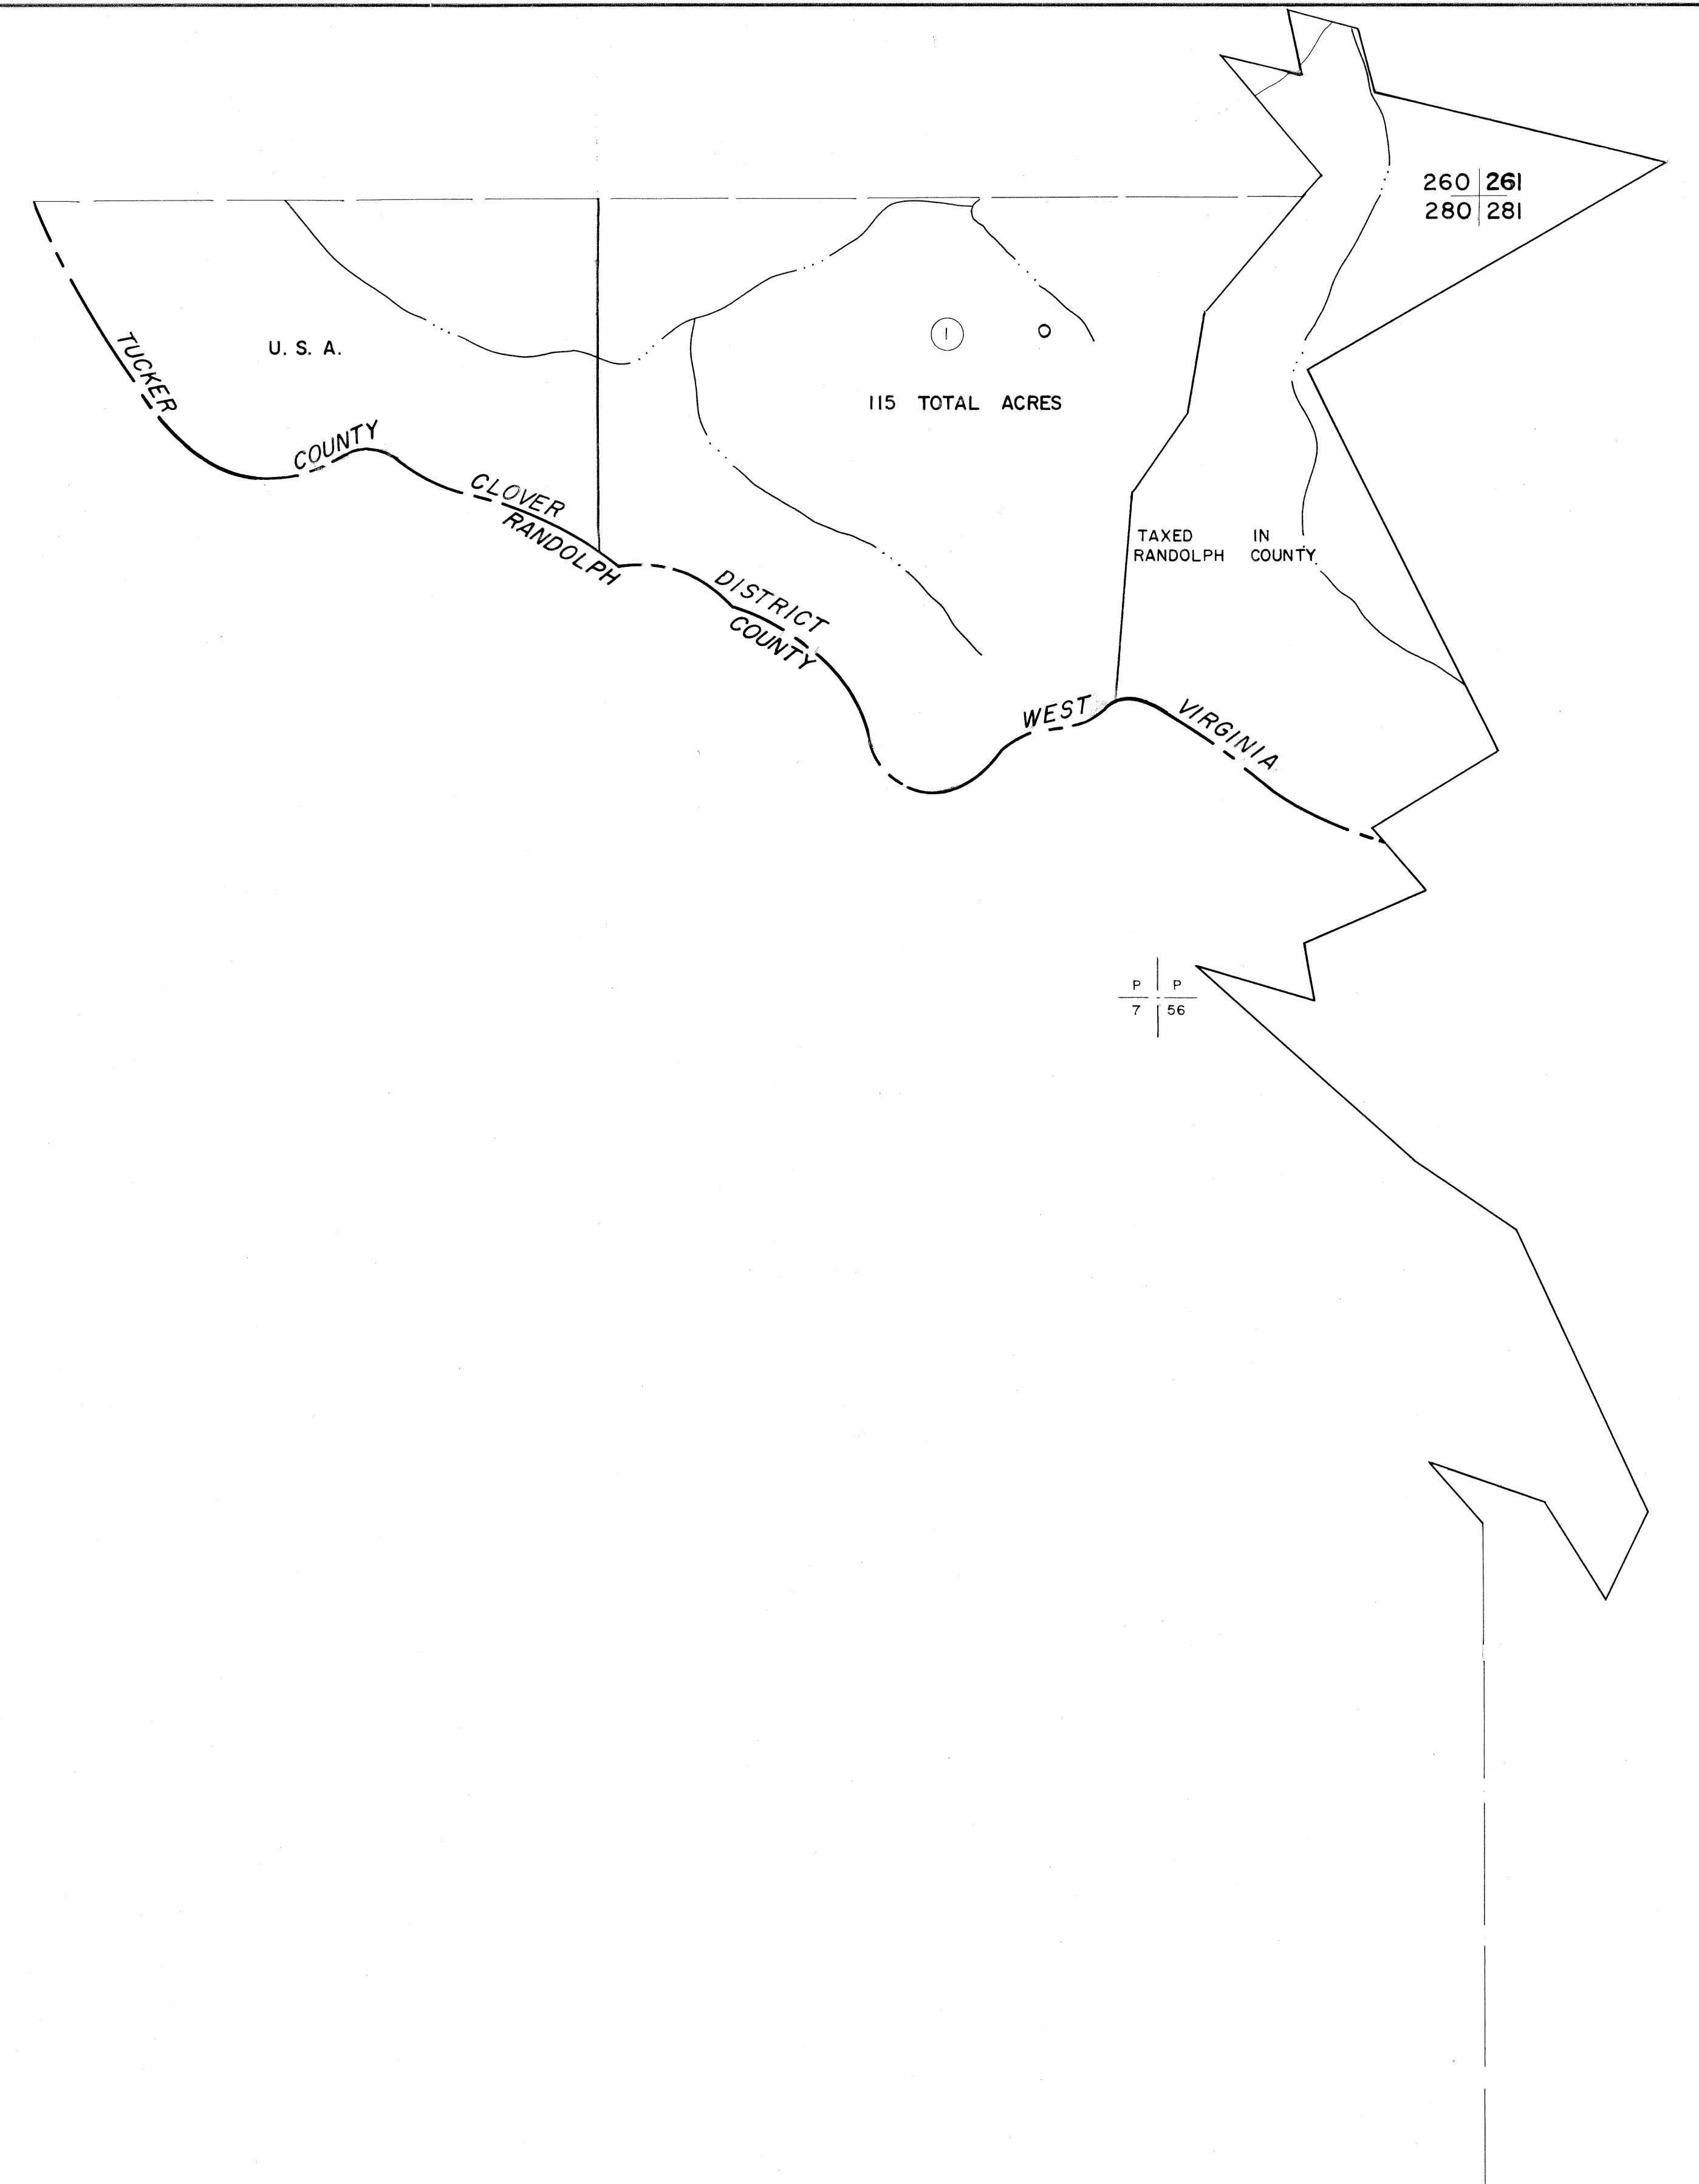 260 261
280 281
U. S. A.
1
115 TOTAL ACRES
TUCKER COUNTY CLOVER DISTRICT WEST VIRGINIA
RANDOLPH COUNTY
TAXED IN
RANDOLPH COUNTY
P P
7 56